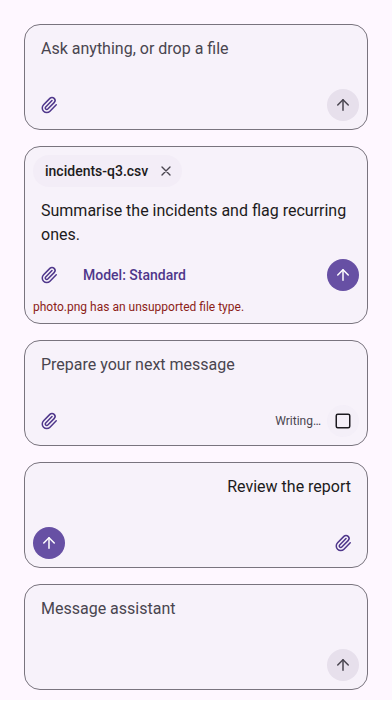 Ask anything, or drop a file
incidents-q3.csv
Summarise the incidents and flag recurring
ones.
Model: Standard
photo.png has an unsupported file type.
Prepare your next message
Writing…
Review the report
Message assistant